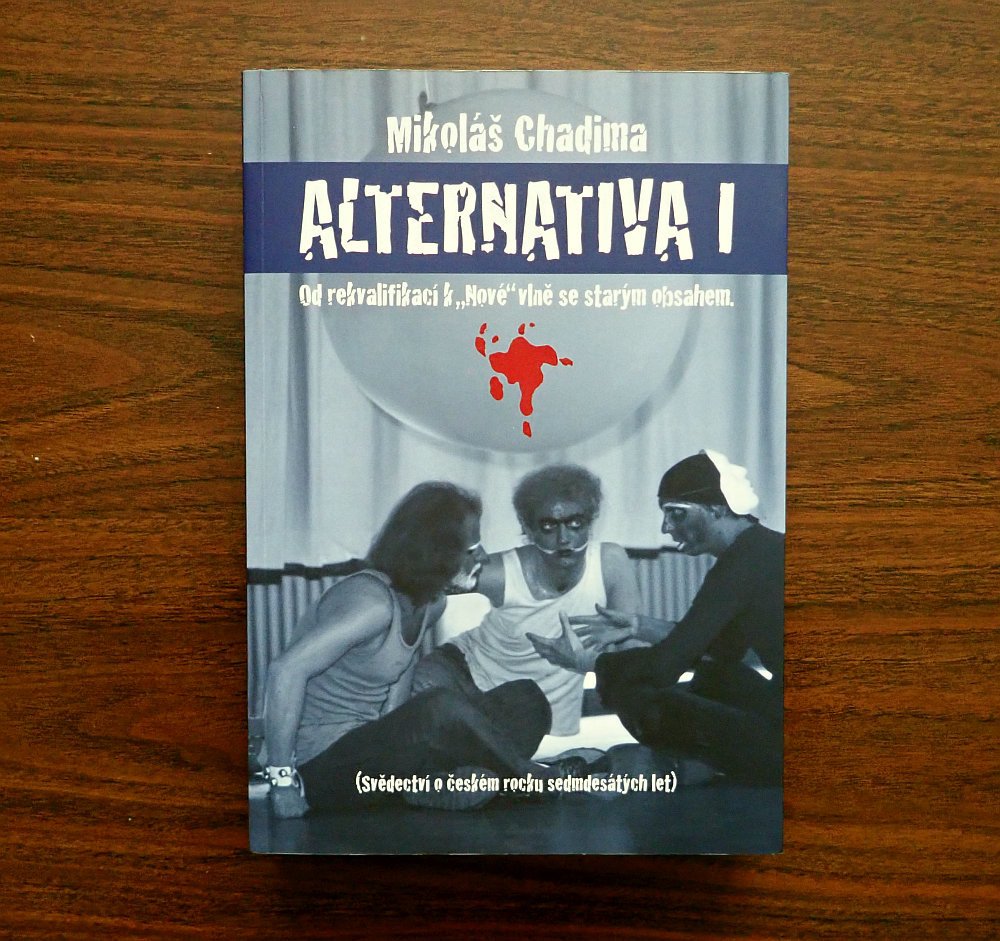 Mikoláš Chadima
ALTERNATIVA I
Od rekvalifikací k „Nové“ vlně se starým obsahem.
(Svědectví o českém rocku sedmdesátých let)